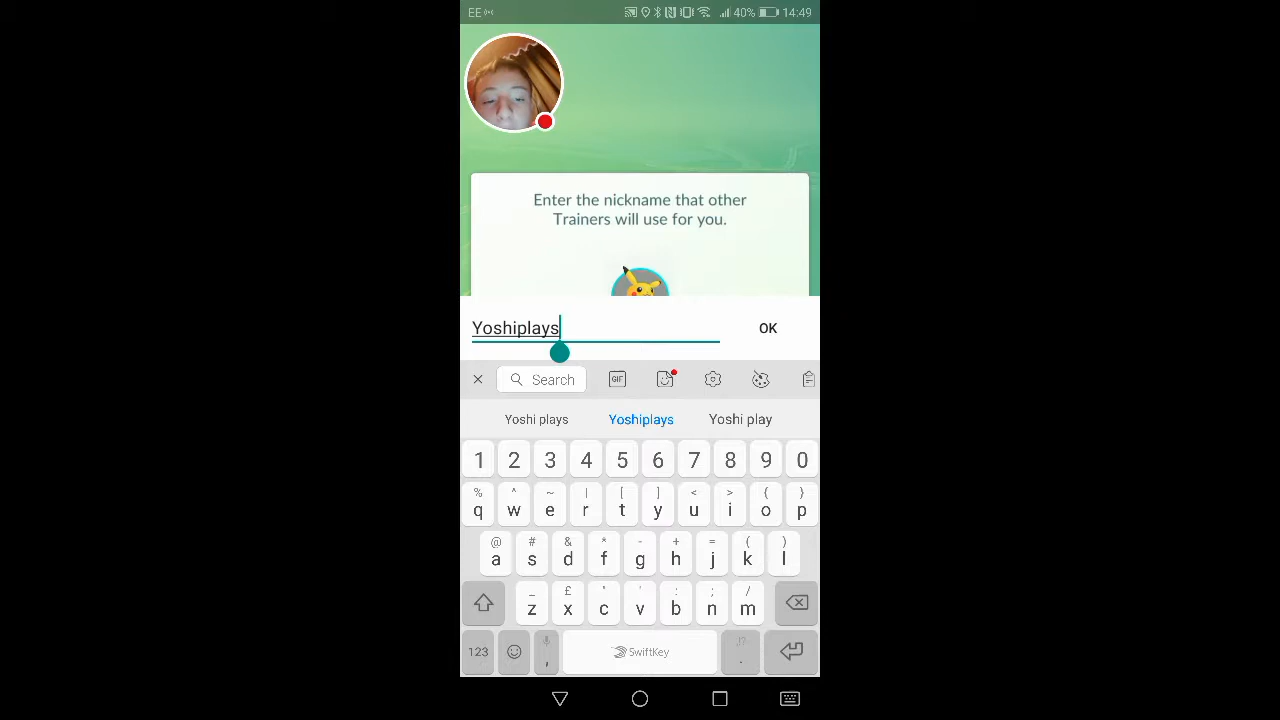 EE 40% 14:49
Enter the nickname that other
Trainers will use for you.
Yoshiplays OK
GIF Search
Yoshi plays Yoshiplays Yoshi play
1 2 3 4 5 6 7 8 9 0
% ^ ~ | [ ] < > { }
q w e r t y u i o p
@ # & * - + = ( )
a s d f g h j k l
_ £ " ' : ; /
z x c v b n m
123 , SwiftKey !? .